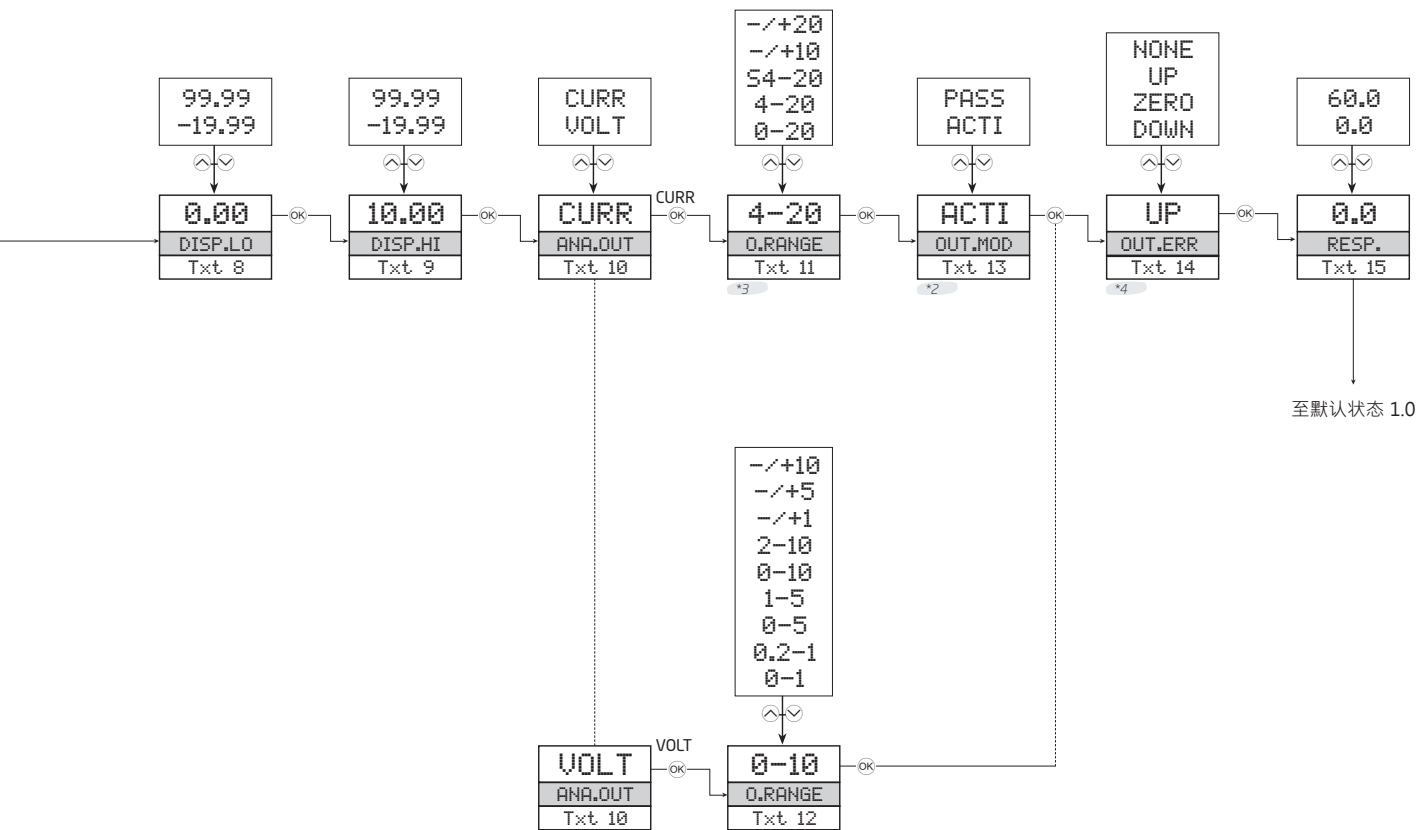 99.99
-19.99
OK
0.00
DISP.LO
Txt 8
99.99
-19.99
OK
10.00
DISP.HI
Txt 9
CURR
VOLT
CURR
OK
CURR
ANA.OUT
Txt 10
-/+20
-/+10
S4-20
4-20
0-20
OK
4-20
O.RANGE
Txt 11
*3
PASS
ACTI
OK
ACTI
OUT.MOD
Txt 13
*2
NONE
UP
ZERO
DOWN
OK
UP
OUT.ERR
Txt 14
*4
60.0
0.0
0.0
RESP.
Txt 15
至默认状态 1.0
VOLT
OK
VOLT
ANA.OUT
Txt 10
-/+10
-/+5
-/+1
2-10
0-10
1-5
0-5
0.2-1
0-1
OK
0-10
O.RANGE
Txt 12